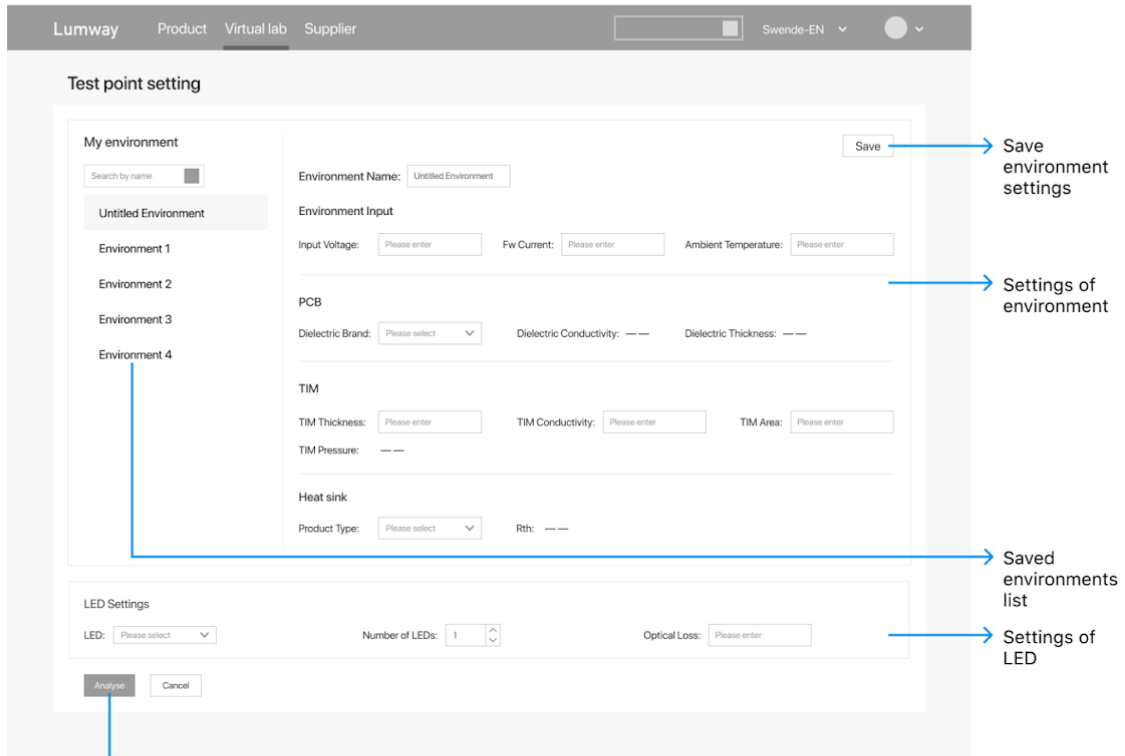 Lumway Product Virtual lab Supplier Swende-EN
Test point setting
My environment
Save
Search by name
Environment Name: Untitled Environment
Untitled Environment
Environment Input
Environment 1
Input Voltage: Please enter Fw Current: Please enter Ambient Temperature: Please enter
Environment 2
PCB
Environment 3
Dielectric Brand: Please select Dielectric Conductivity: — — Dielectric Thickness: — —
Environment 4
TIM
TIM Thickness: Please enter TIM Conductivity: Please enter TIM Area: Please enter
TIM Pressure: — —
Heat sink
Product Type: Please select Rth: — —
LED Settings
LED: Please select Number of LEDs: 1 Optical Loss: Please enter
Analyse Cancel
Save
environment
settings
Settings of
environment
Saved
environments
list
Settings of
LED